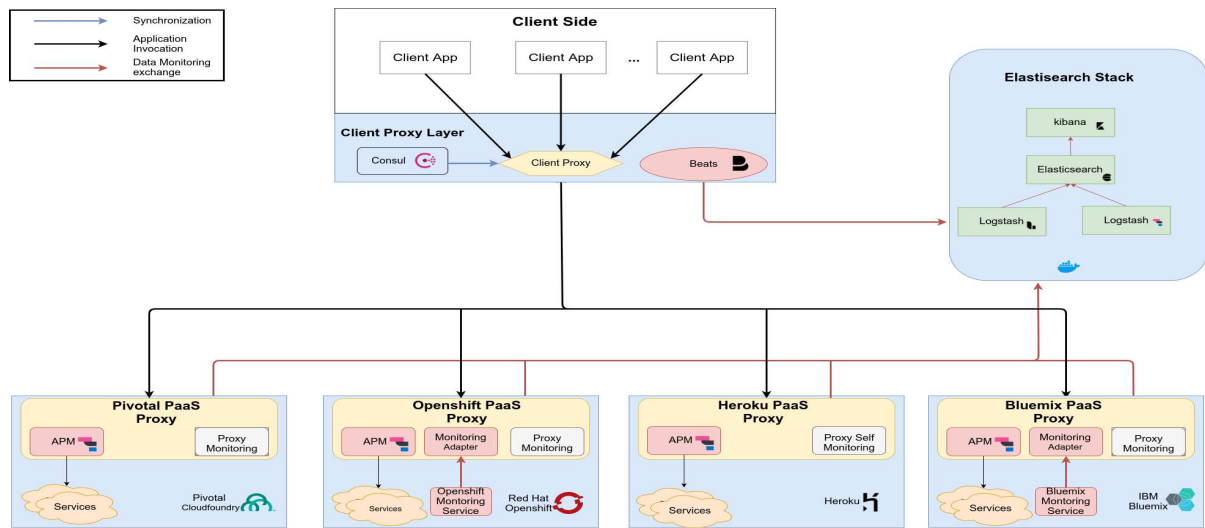 Synchronization
Application
Invocation
Data Monitoring
exchange
Client Side
Client App
Client App
...
Client App
Client Proxy Layer
Consul
Client Proxy
Beats
Elastisearch Stack
kibana
Elasticsearch
Logstash
Logstash
Pivotal PaaS
Proxy
APM
Proxy
Monitoring
Services
Pivotal
Cloudfoundry
Openshift PaaS
Proxy
APM
Monitoring
Adapter
Proxy
Monitoring
Services
Openshift
Montoring
Service
Red Hat
Openshift
Heroku PaaS
Proxy
APM
Proxy Self
Monitoring
Services
Heroku
Bluemix PaaS
Proxy
APM
Monitoring
Adapter
Proxy
Monitoring
Services
Bluemix
Montoring
Service
IBM
Bluemix